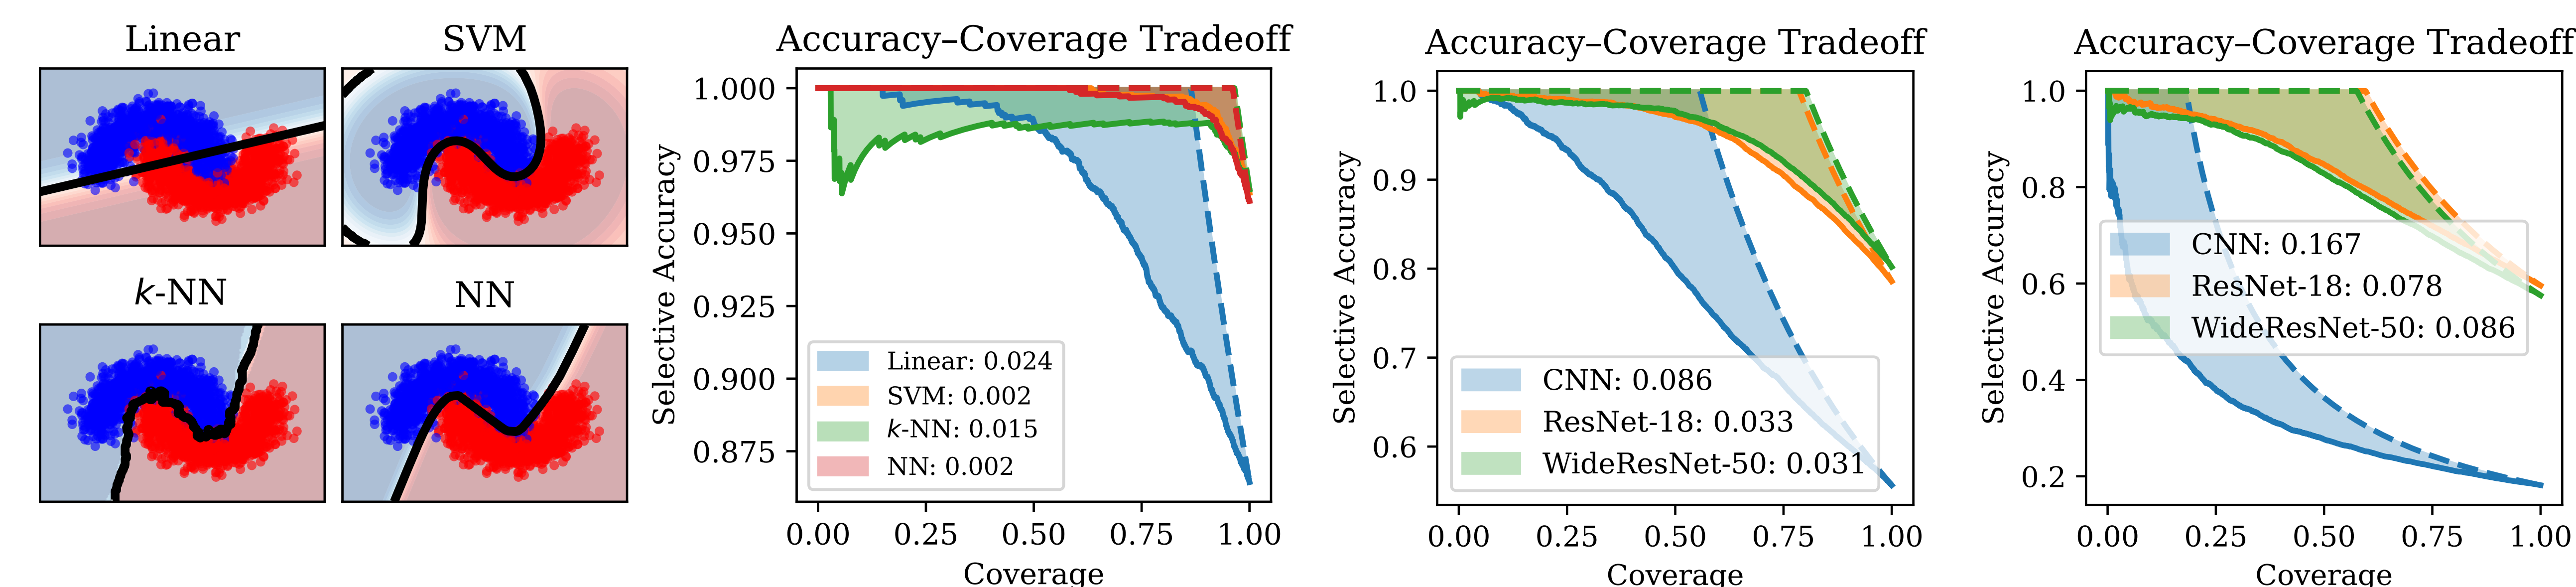 Linear
SVM
k-NN
NN
Accuracy–Coverage Tradeoff
Selective Accuracy
1.000
0.975
0.950
0.925
0.900
0.875
Linear: 0.024
SVM: 0.002
k-NN: 0.015
NN: 0.002
0.00 0.25 0.50 0.75 1.00
Coverage
Accuracy–Coverage Tradeoff
Selective Accuracy
1.0
0.9
0.8
0.7
0.6
CNN: 0.086
ResNet-18: 0.033
WideResNet-50: 0.031
0.00 0.25 0.50 0.75 1.00
Coverage
Accuracy–Coverage Tradeoff
Selective Accuracy
1.0
0.8
0.6
0.4
0.2
CNN: 0.167
ResNet-18: 0.078
WideResNet-50: 0.086
0.00 0.25 0.50 0.75 1.00
Coverage